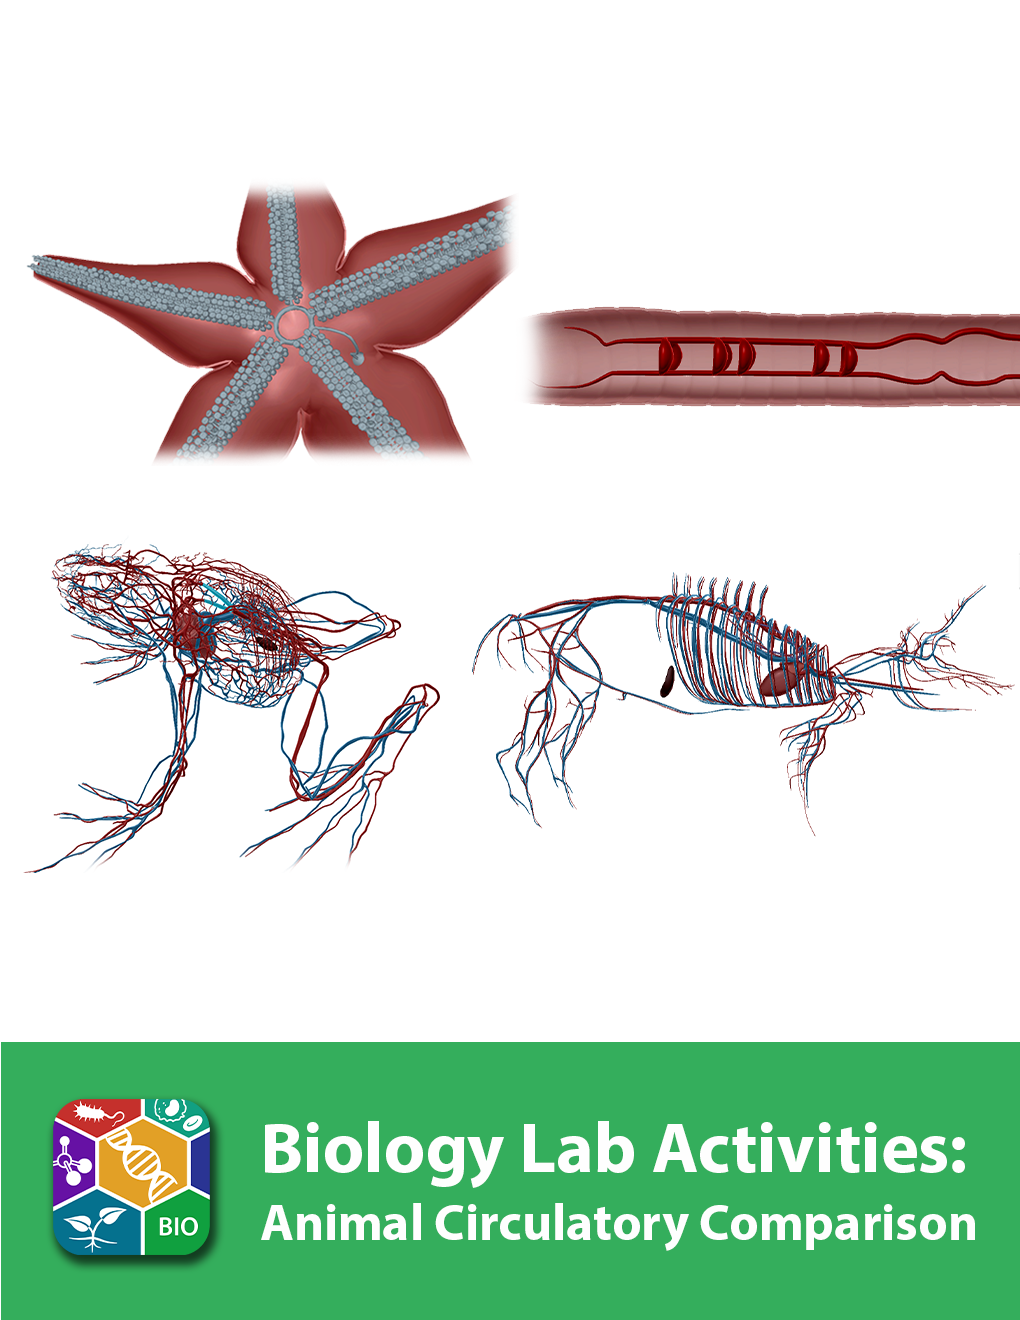 BIO
Biology Lab Activities:
Animal Circulatory Comparison